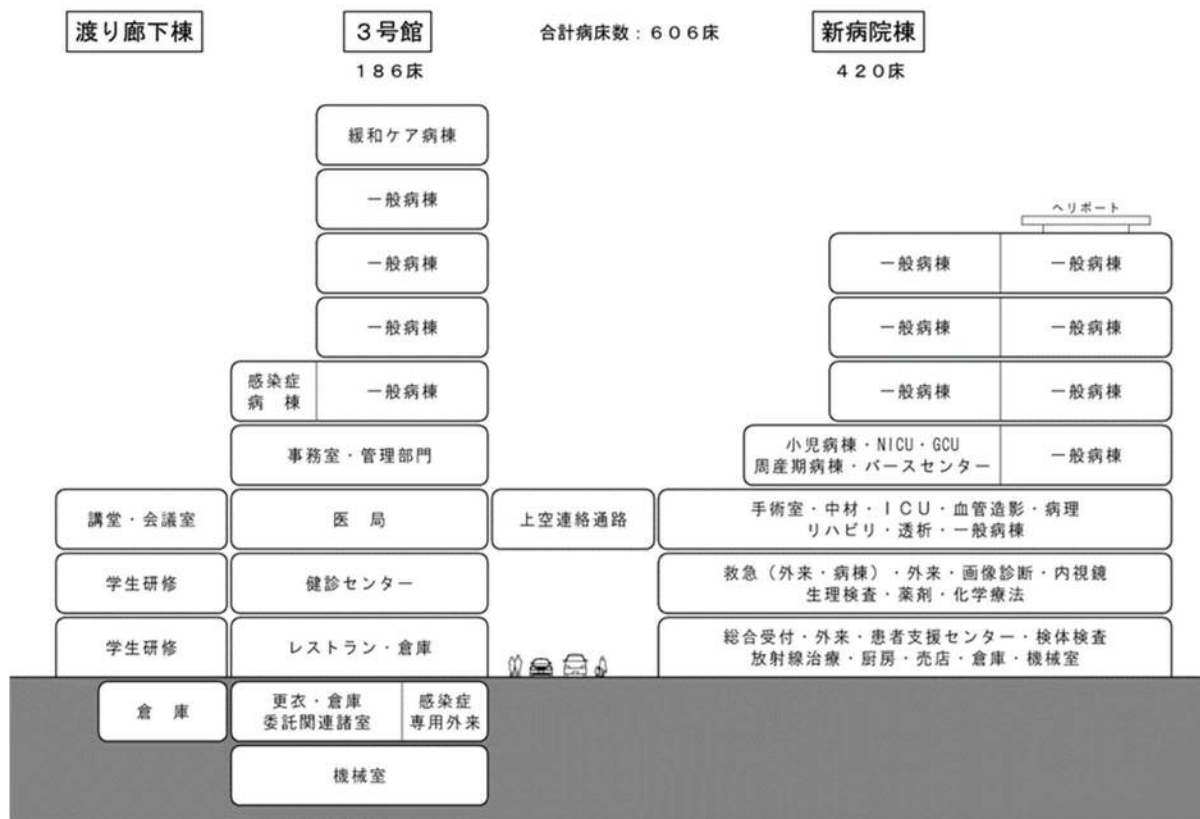 渡り廊下棟
3号館
合計病床数：606床
新病院棟
186床
420床
緩和ケア病棟
一般病棟
ヘリポート
一般病棟
一般病棟
一般病棟
一般病棟
一般病棟
一般病棟
感染症
病　棟
一般病棟
一般病棟
一般病棟
事務室・管理部門
小児病棟・NICU・GCU
周産期病棟・バースセンター
一般病棟
講堂・会議室
医　局
上空連絡通路
手術室・中材・ＩＣＵ・血管造影・病理
リハビリ・透析・一般病棟
学生研修
健診センター
救急（外来・病棟）・外来・画像診断・内視鏡
生理検査・薬剤・化学療法
学生研修
レストラン・倉庫
総合受付・外来・患者支援センター・検体検査
放射線治療・厨房・売店・倉庫・機械室
倉　庫
更衣・倉庫
委託関連諸室
感染症
専用外来
機械室